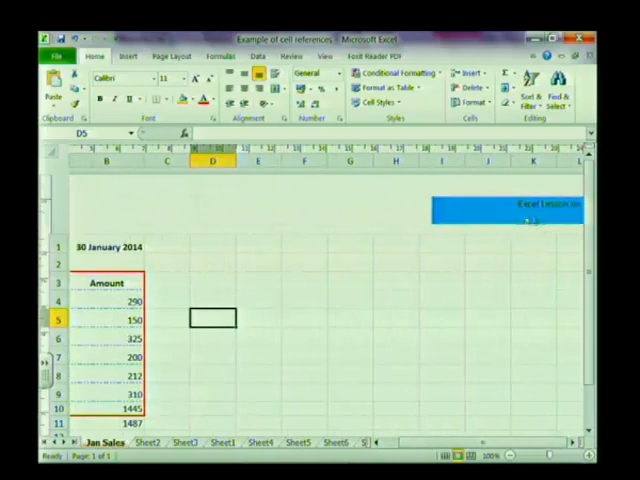 Example of cell references - Microsoft Excel
File Home Insert Page Layout Formulas Data Review View Foxit Reader PDF
Calibri 11 General Conditional Formatting Insert
Paste Format as Table Delete Sort & Find &
Cell Styles Format Filter Select
Clipboard Font Alignment Number Styles Cells Editing
D5
B C D E F G H I J K L
Excel Lesson on
1 30 January 2014
2
3 Amount
4 290
5 150
6 325
7 200
8 212
9 310
10 1445
11 1487
Jan Sales Sheet2 Sheet3 Sheet1 Sheet4 Sheet5 Sheet6 S
Ready Page: 1 of 1 100%